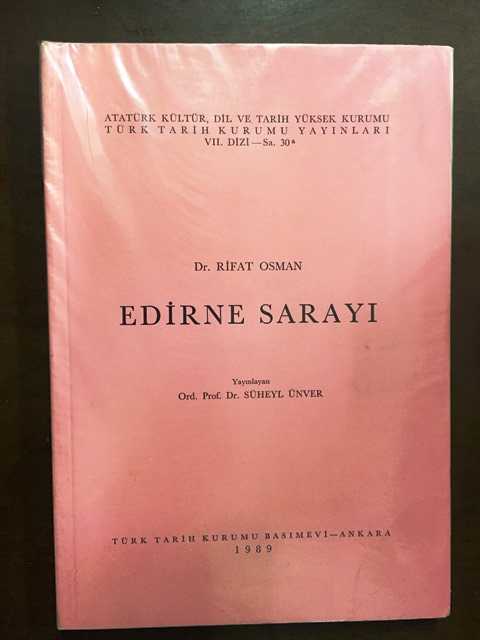 ATATÜRK KÜLTÜR, DİL VE TARİH YÜKSEK KURUMU
TÜRK TARİH KURUMU YAYINLARI
VII. DİZİ — Sa. 30ª
Dr. RİFAT OSMAN
EDİRNE SARAYI
Yayınlayan
Ord. Prof. Dr. SÜHEYL ÜNVER
TÜRK TARİH KURUMU BASIMEVİ — ANKARA
1989